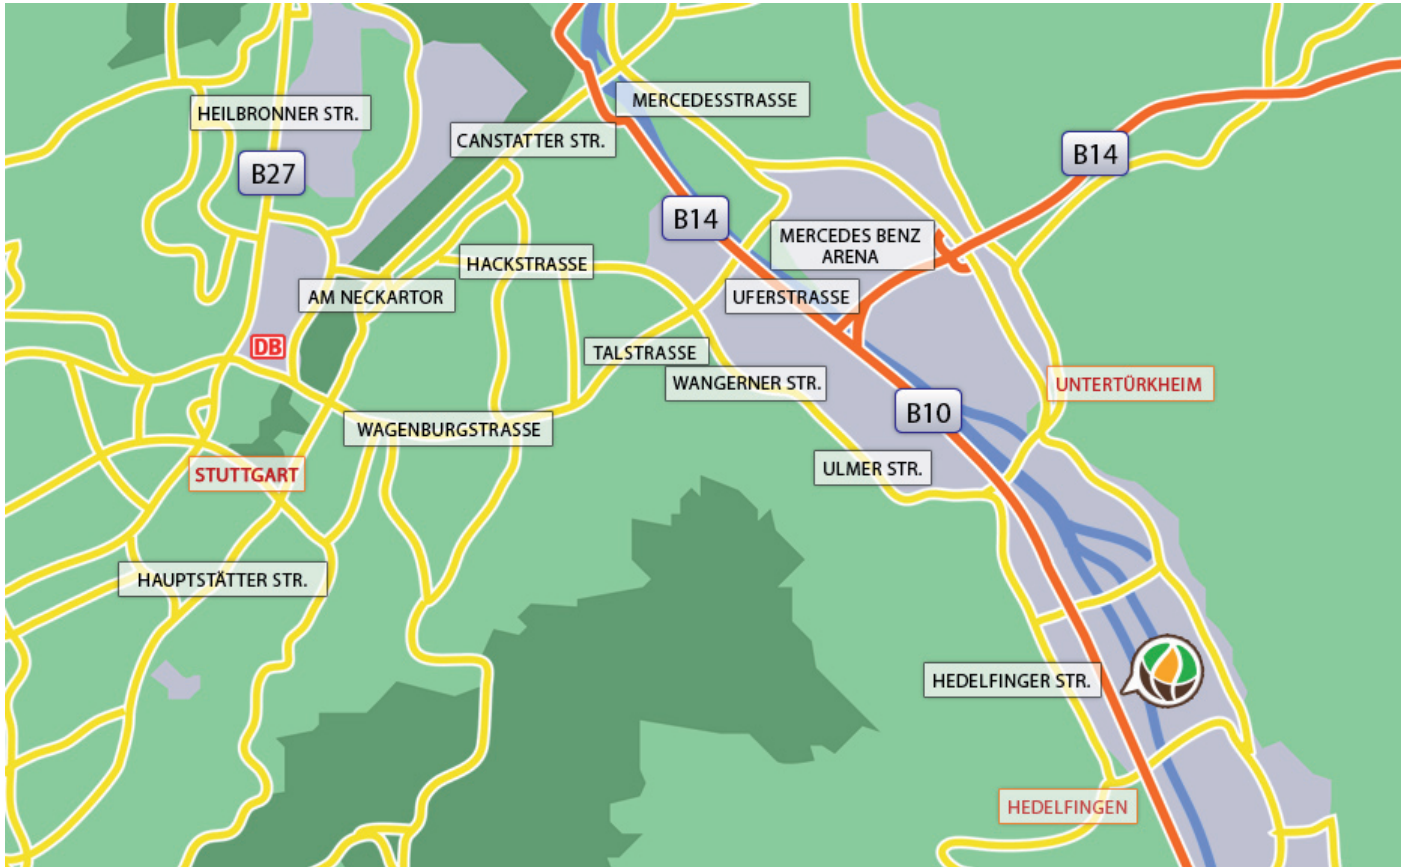 MERCEDESSTRASSE
HEILBRONNER STR.
CANSTATTER STR.
B27
B14
B14
MERCEDES BENZ
ARENA
HACKSTRASSE
AM NECKARTOR
UFERSTRASSE
DB
TALSTRASSE
WANGERNER STR.
UNTERTÜRKHEIM
B10
WAGENBURGSTRASSE
ULMER STR.
STUTTGART
HAUPTSTÄTTER STR.
HEDELFINGER STR.
HEDELFINGEN